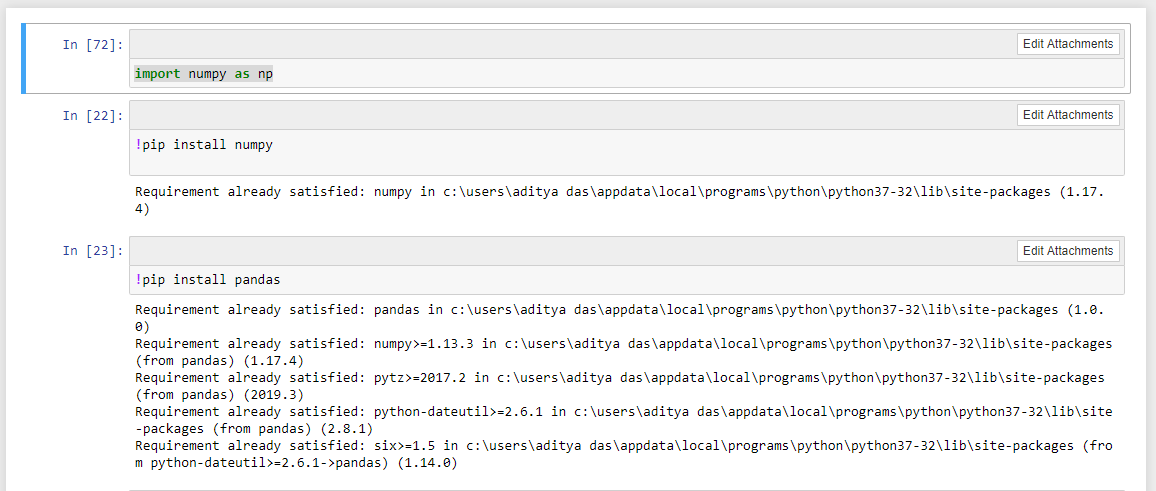 In [72]:
Edit Attachments
import numpy as np
In [22]:
Edit Attachments
!pip install numpy
Requirement already satisfied: numpy in c:\users\aditya das\appdata\local\programs\python\python37-32\lib\site-packages (1.17.
4)
In [23]:
Edit Attachments
!pip install pandas
Requirement already satisfied: pandas in c:\users\aditya das\appdata\local\programs\python\python37-32\lib\site-packages (1.0.
0)
Requirement already satisfied: numpy>=1.13.3 in c:\users\aditya das\appdata\local\programs\python\python37-32\lib\site-packages
(from pandas) (1.17.4)
Requirement already satisfied: pytz>=2017.2 in c:\users\aditya das\appdata\local\programs\python\python37-32\lib\site-packages
(from pandas) (2019.3)
Requirement already satisfied: python-dateutil>=2.6.1 in c:\users\aditya das\appdata\local\programs\python\python37-32\lib\site
-packages (from pandas) (2.8.1)
Requirement already satisfied: six>=1.5 in c:\users\aditya das\appdata\local\programs\python\python37-32\lib\site-packages (fro
m python-dateutil>=2.6.1->pandas) (1.14.0)